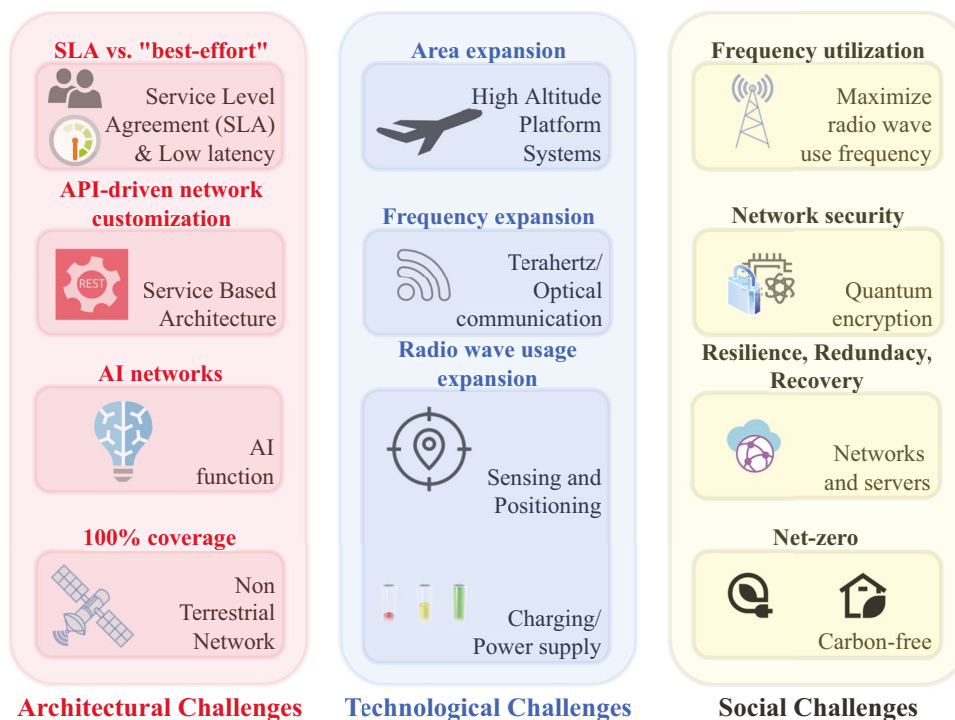 SLA vs. "best-effort"
Service Level
Agreement (SLA)
& Low latency
API-driven network
customization
REST
Service Based
Architecture
AI networks
AI
function
100% coverage
Non
Terrestrial
Network
Architectural Challenges
Area expansion
High Altitude
Platform
Systems
Frequency expansion
Terahertz/
Optical
communication
Radio wave usage
expansion
Sensing and
Positioning
Charging/
Power supply
Technological Challenges
Frequency utilization
Maximize
radio wave
use frequency
Network security
Quantum
encryption
Resilience, Redundacy,
Recovery
Networks
and servers
Net-zero
Carbon-free
Social Challenges